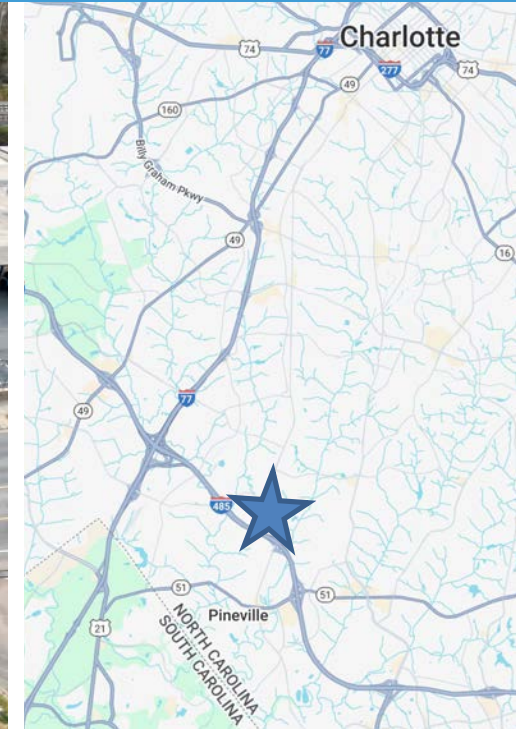 Charlotte
77
74
277
74
49
160
Billy Graham Pkwy
49
16
77
49
485
51
51
Pineville
21
NORTH CAROLINA
SOUTH CAROLINA